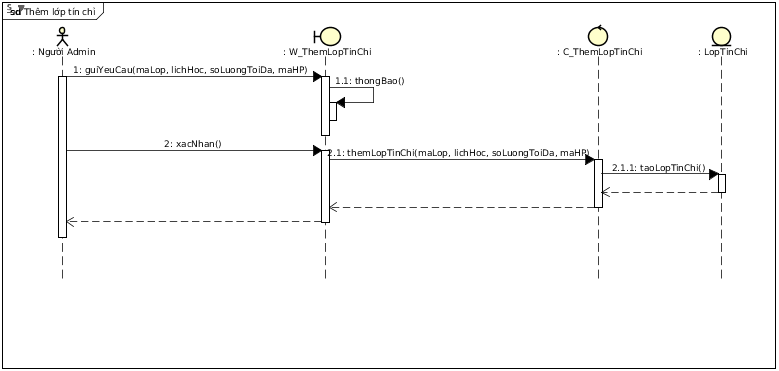 sd Thêm lớp tín chỉ
: Người Admin
: W_ThemLopTinChi
: C_ThemLopTinChi
: LopTinChi
1: guiYeuCau(maLop, lichHoc, soLuongToiDa, maHP)
1.1: thongBao()
2: xacNhan()
2.1: themLopTinChi(maLop, lichHoc, soLuongToiDa, maHP)
2.1.1: taoLopTinChi()